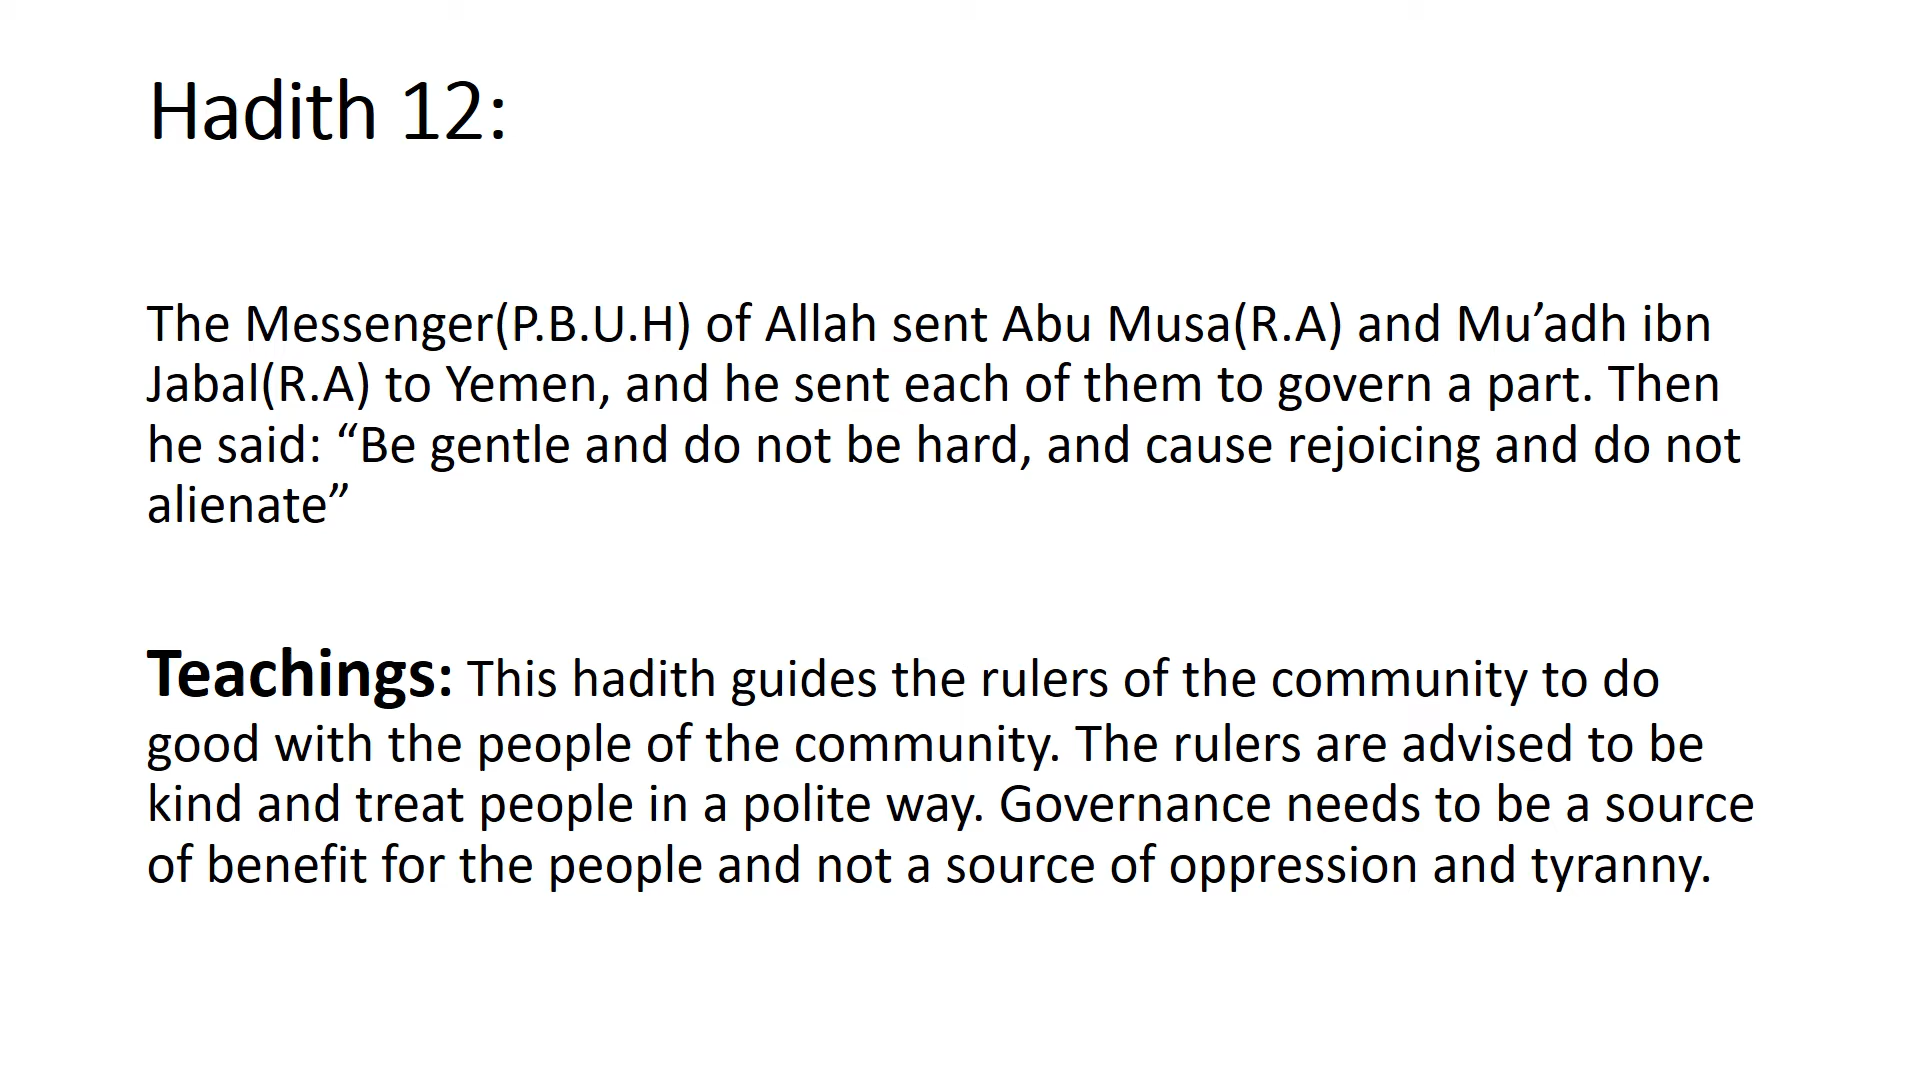 Hadith 12:
The Messenger(P.B.U.H) of Allah sent Abu Musa(R.A) and Mu’adh ibn
Jabal(R.A) to Yemen, and he sent each of them to govern a part. Then
he said: “Be gentle and do not be hard, and cause rejoicing and do not
alienate”
Teachings: This hadith guides the rulers of the community to do
good with the people of the community. The rulers are advised to be
kind and treat people in a polite way. Governance needs to be a source
of benefit for the people and not a source of oppression and tyranny.